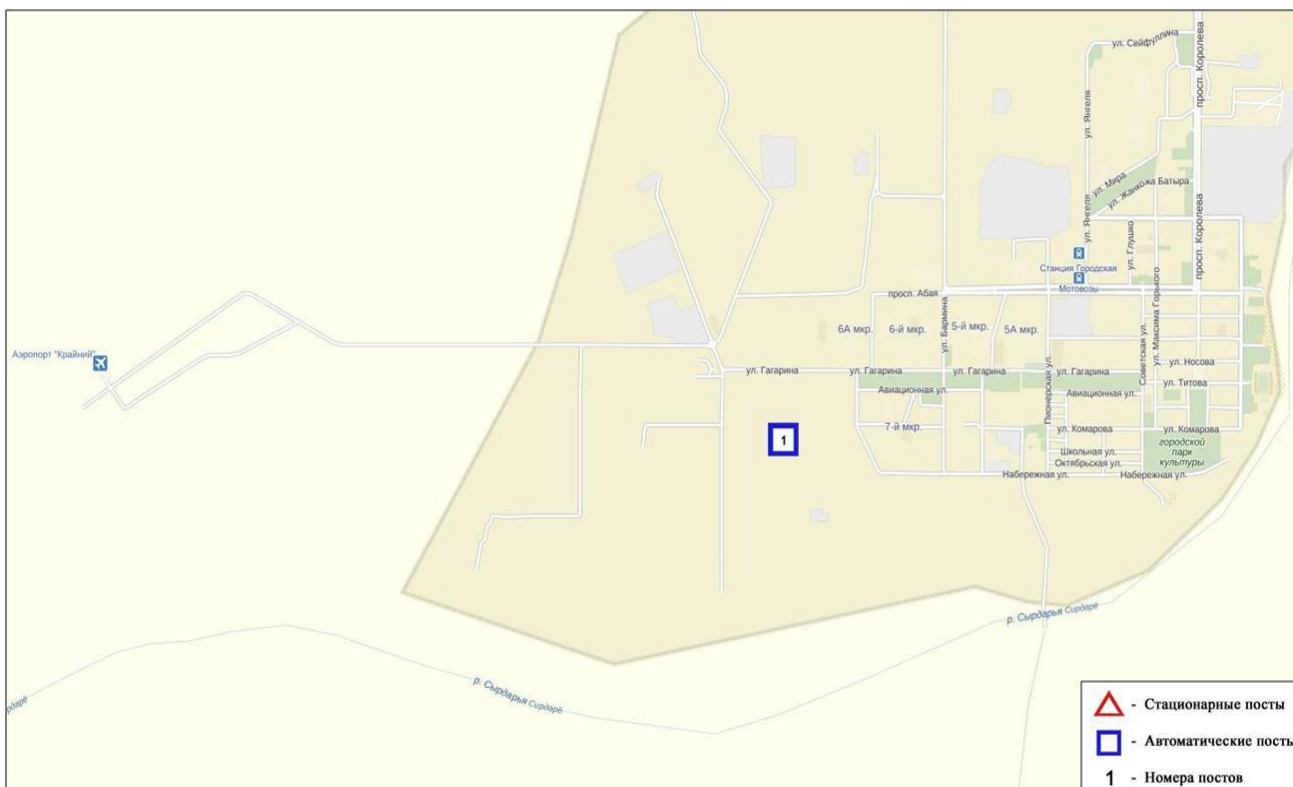 ул. Сейфуллина
просп. Королева
ул. Янгеля
ул. Мира
ул. Жанкожа Батыра
ул. Янгеля
ул. Глушко
просп. Королева
Станция Городская
Мотовозы
ул. Максима Горького
просп. Абая
6А мкр.
6-й мкр.
ул. Бармина
5-й мкр.
5А мкр.
Советская ул.
Аэропорт "Крайний"
ул. Носова
ул. Гагарина
ул. Гагарина
ул. Гагарина
ул. Гагарина
ул. Титова
Авиационная ул.
Пионерская ул.
Авиационная ул.
7-й мкр.
ул. Комарова
ул. Комарова
1
городской
парк
культуры
Школьная ул.
Октябрьская ул.
Набережная ул.
Набережная ул.
р. Сырдарья Сирдарё
р. Сырдарья Сирдарё
рдарё
- Стационарные посты
- Автоматические посты
1 - Номера постов